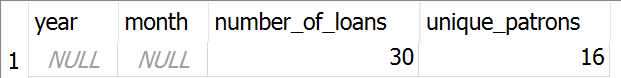 year month number_of_loans unique_patrons
1 NULL NULL 30 16